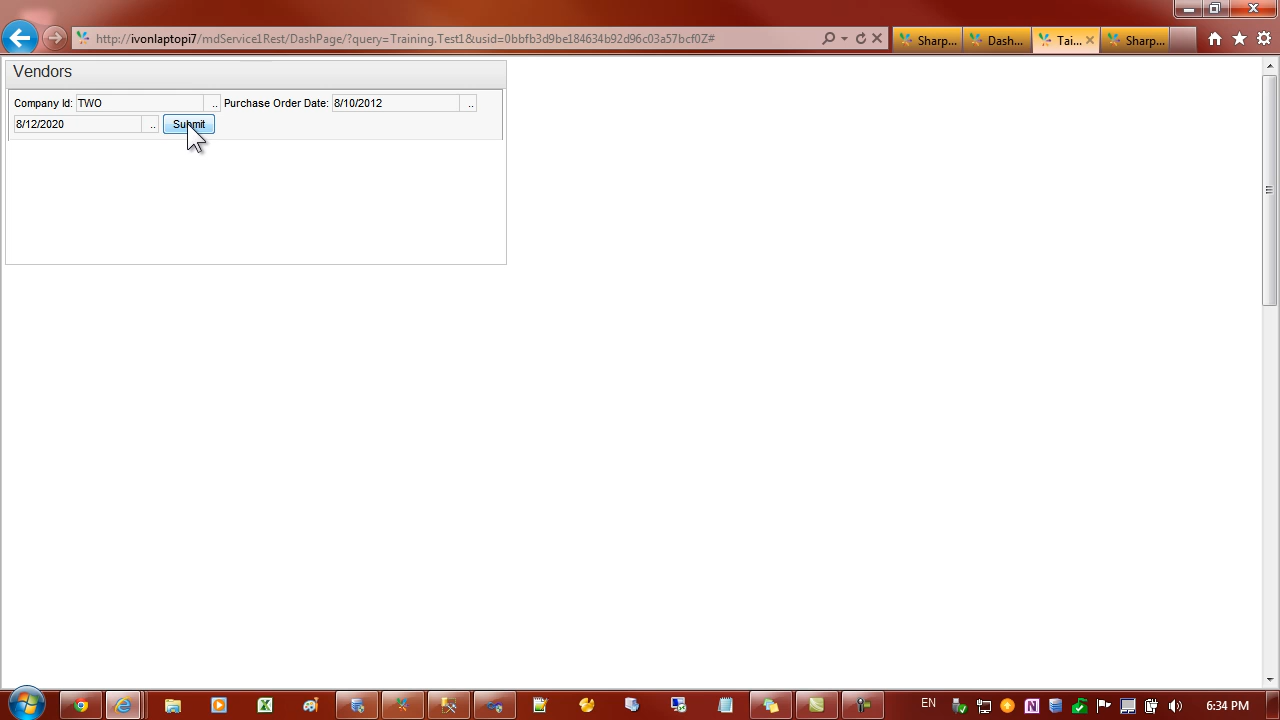 http://ivonlaptopi7/mdService1Rest/DashPage/?query=Training.Test1&usid=0bbfb3d9be184634b92d96c03a57bcf0Z#
Sharp...
Dash...
Tai...
Sharp...
Vendors
Company Id: TWO .. Purchase Order Date: 8/10/2012 ..
8/12/2020 .. Submit
EN
6:34 PM